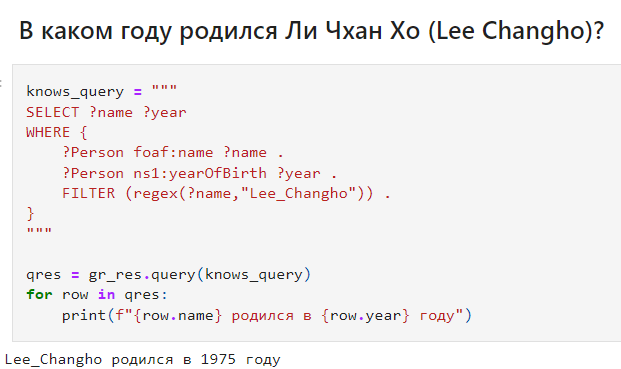 В каком году родился Ли Чхан Хо (Lee Changho)?
knows_query = """
SELECT ?name ?year
WHERE {
    ?Person foaf:name ?name .
    ?Person ns1:yearOfBirth ?year .
    FILTER (regex(?name,"Lee_Changho")) .
}
"""
qres = gr_res.query(knows_query)
for row in qres:
    print(f"{row.name} родился в {row.year} году")
Lee_Changho родился в 1975 году